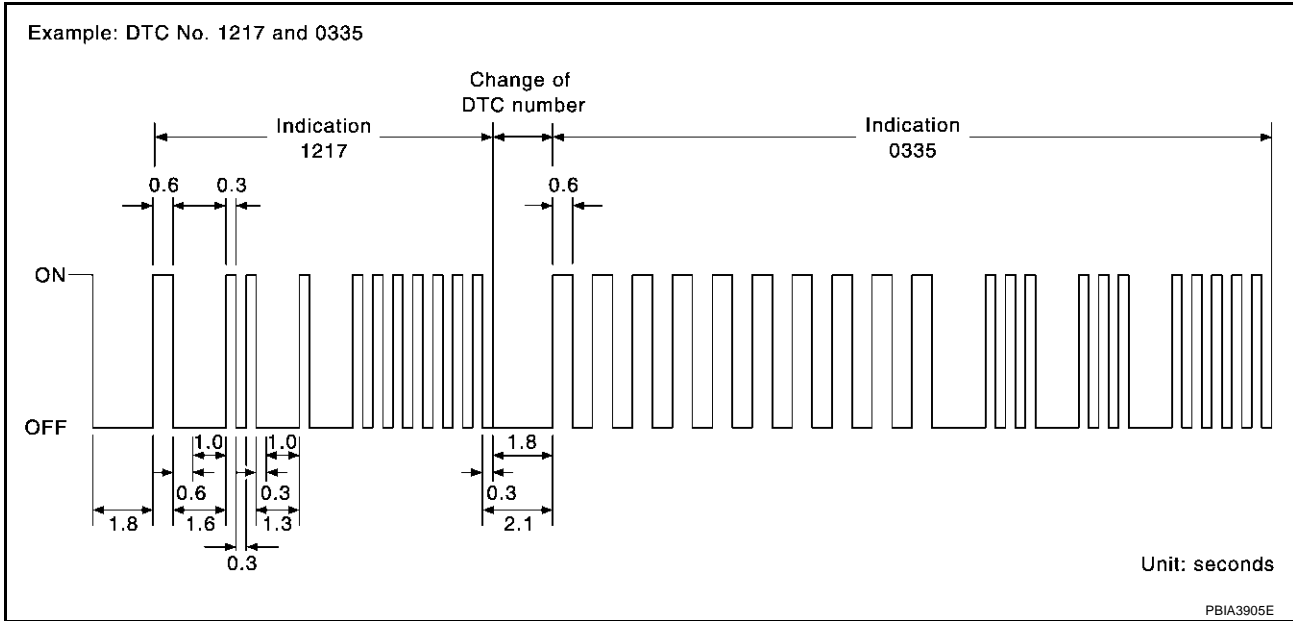 Example: DTC No. 1217 and 0335
Change of
DTC number
Indication
1217
Indication
0335
0.6
0.3
0.6
ON
OFF
1.0
1.0
1.8
0.6
0.3
0.3
1.8
1.6
1.3
2.1
0.3
Unit: seconds
PBIA3905E